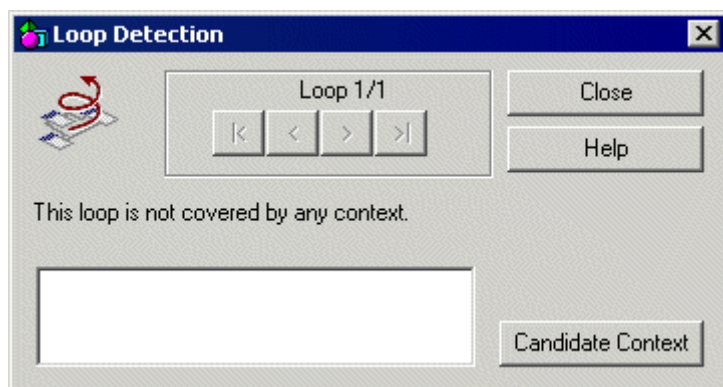 Loop Detection
Loop 1/1
Close
Help
This loop is not covered by any context.
Candidate Context